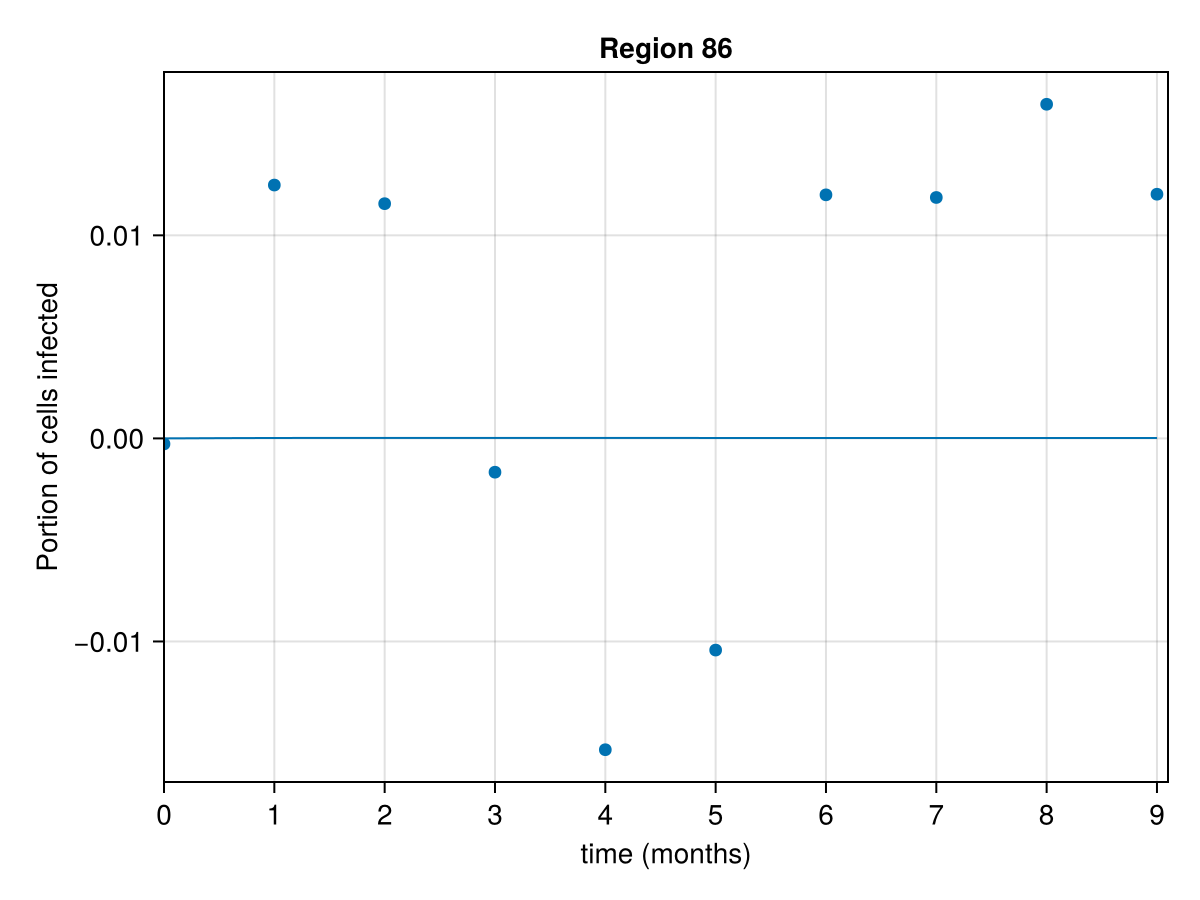 Region 86
Portion of cells infected
0.01
0.00
−0.01
0 1 2 3 4 5 6 7 8 9
time (months)